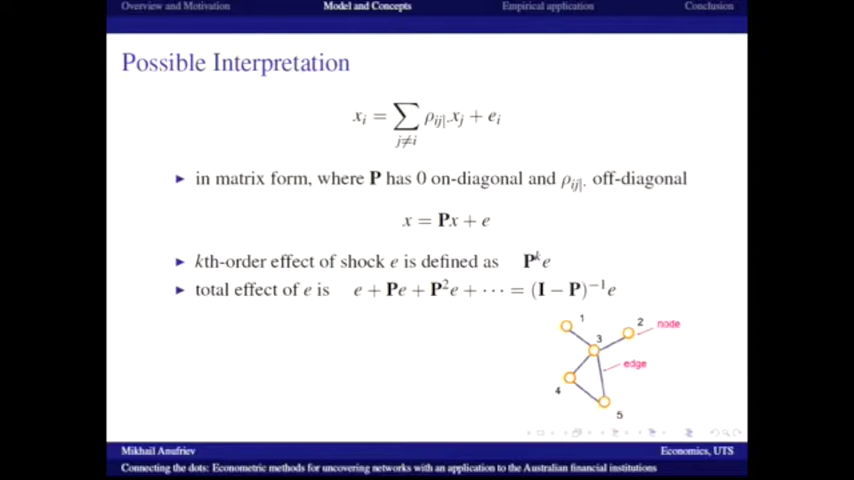 Overview and Motivation Model and Concepts Empirical application Conclusion
Possible Interpretation
x_i = ∑_{j≠i} ρ_{ij|·} x_j + e_i
▶ in matrix form, where P has 0 on-diagonal and ρ_{ij|·} off-diagonal
x = Px + e
▶ kth-order effect of shock e is defined as P^k e
▶ total effect of e is e + Pe + P²e + ··· = (I − P)⁻¹e
1
2
node
3
edge
4
5
Mikhail Anufriev Economics, UTS
Connecting the dots: Econometric methods for uncovering networks with an application to the Australian financial institutions